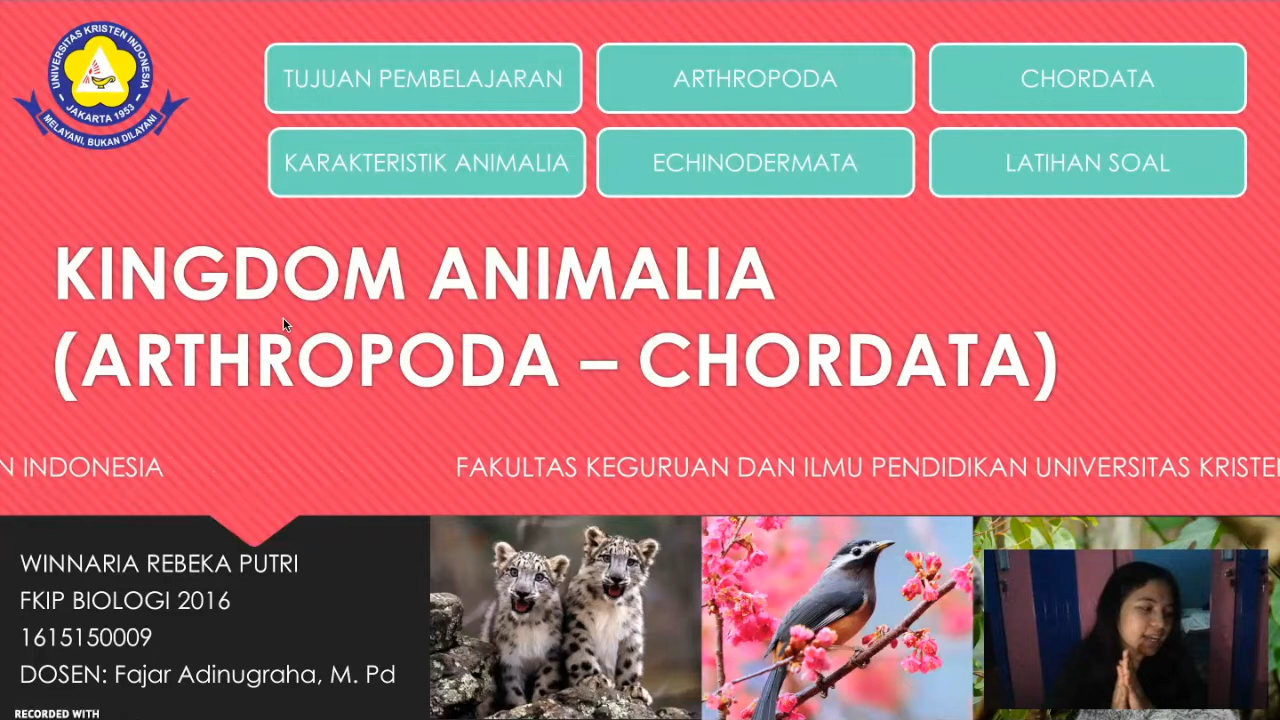 UNIVERSITAS KRISTEN INDONESIA
JAKARTA 1953
MELAYANI, BUKAN DILAYANI
TUJUAN PEMBELAJARAN
ARTHROPODA
CHORDATA
KARAKTERISTIK ANIMALIA
ECHINODERMATA
LATIHAN SOAL
KINGDOM ANIMALIA
(ARTHROPODA – CHORDATA)
N INDONESIA FAKULTAS KEGURUAN DAN ILMU PENDIDIKAN UNIVERSITAS KRISTEN
WINNARIA REBEKA PUTRI
FKIP BIOLOGI 2016
1615150009
DOSEN: Fajar Adinugraha, M. Pd
RECORDED WITH